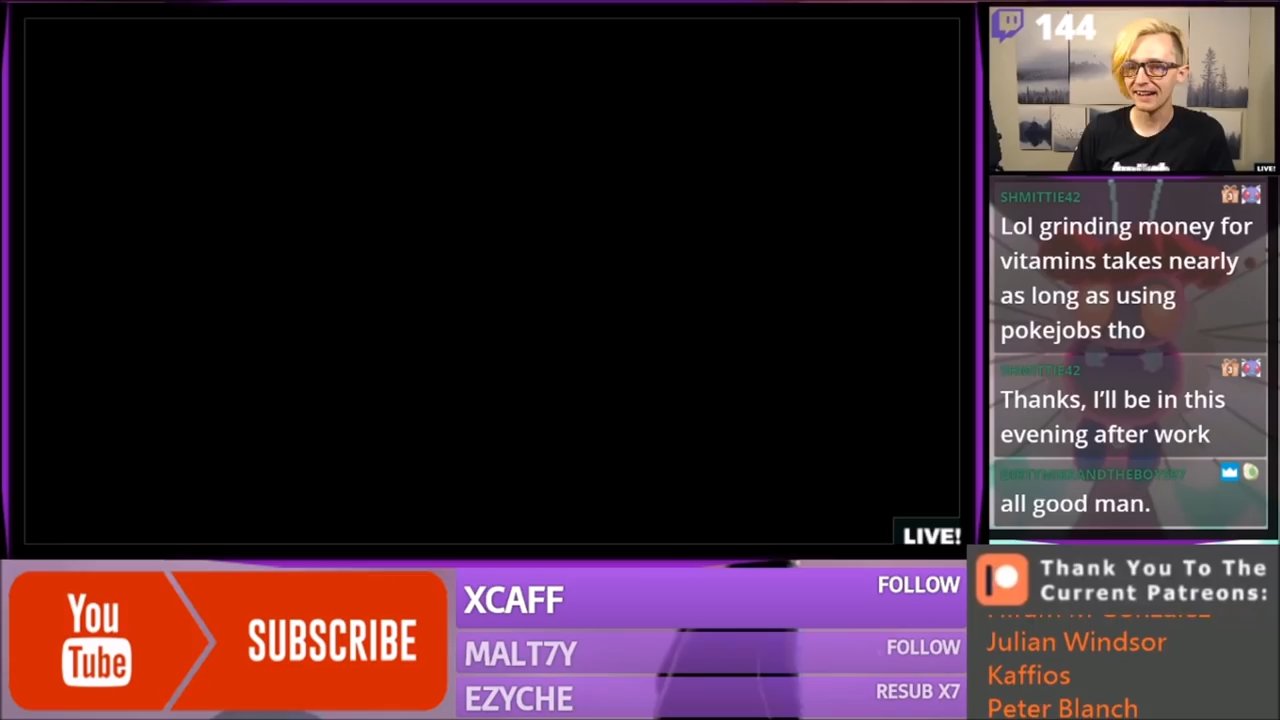 144
LIVE!
SHMITTIE42
Lol grinding money for
vitamins takes nearly
as long as using
pokejobs tho
SHMITTIE42
Thanks, I'll be in this
evening after work
all good man.
LIVE!
You
Tube
SUBSCRIBE
XCAFF
FOLLOW
MALT7Y
FOLLOW
EZYCHE
RESUB X7
Thank You To The
Current Patreons:
Julian Windsor
Kaffios
Peter Blanch